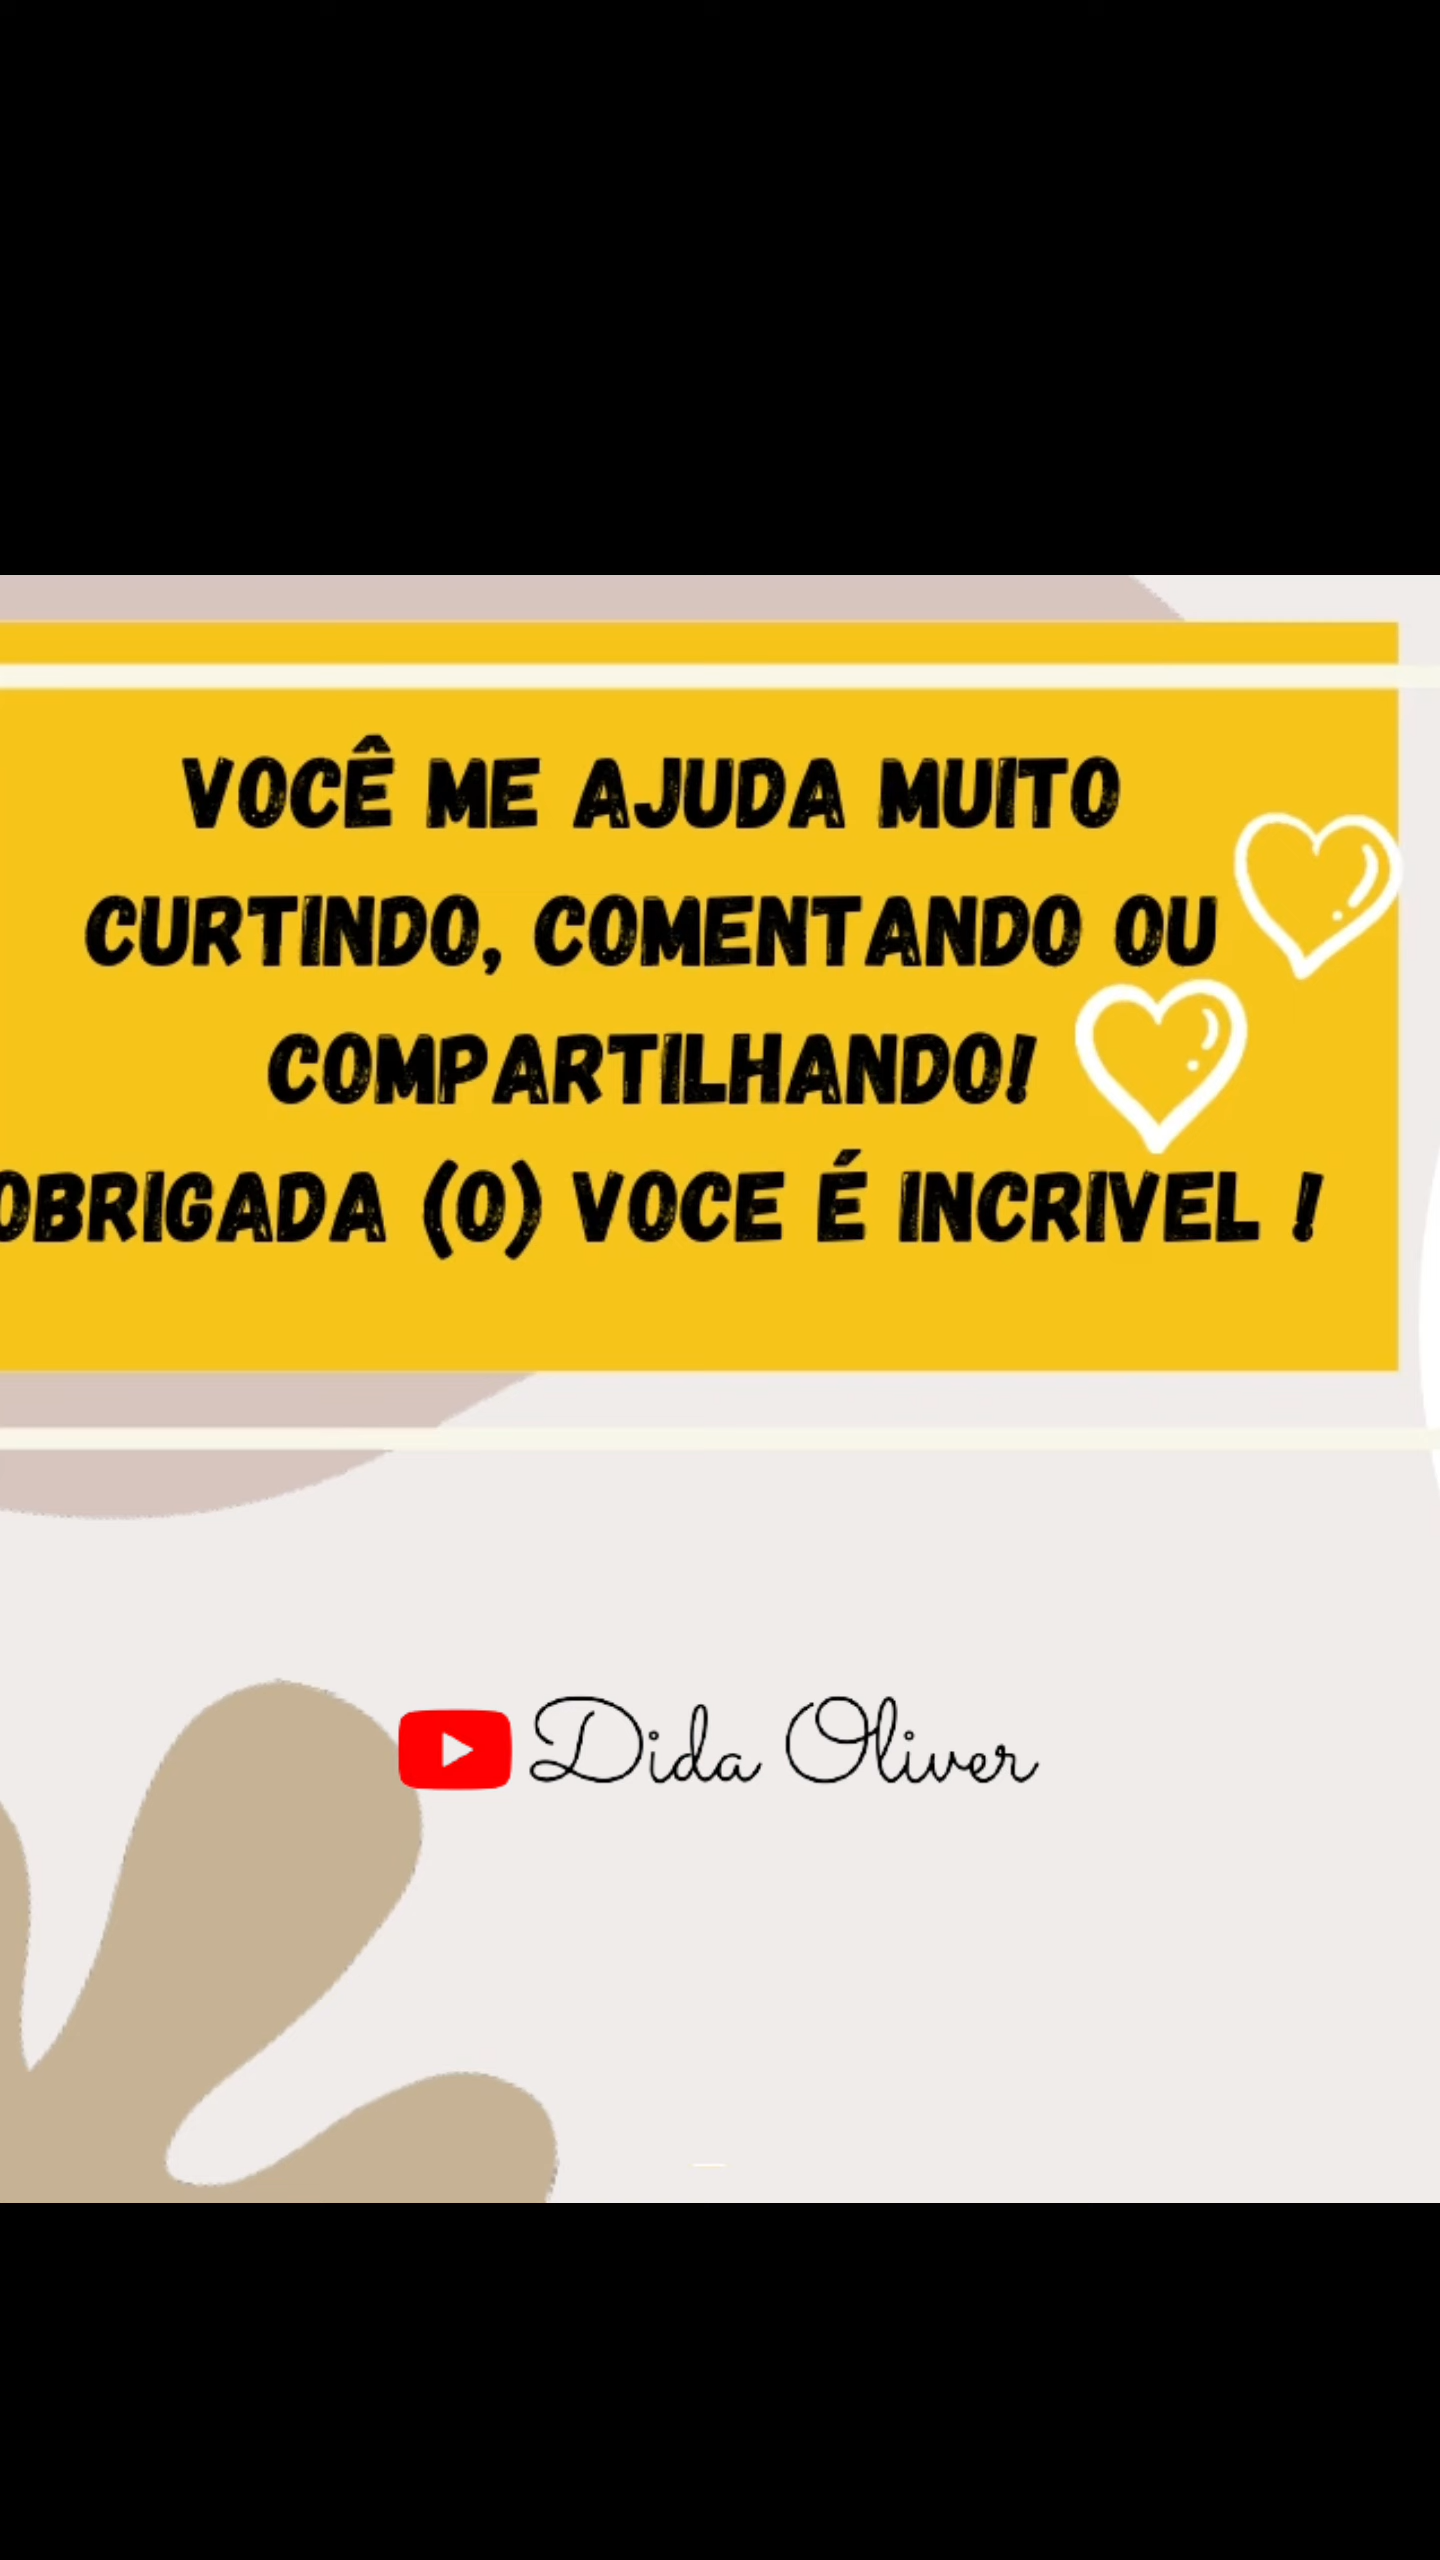 VOCÊ ME AJUDA MUITO
CURTINDO, COMENTANDO OU
COMPARTILHANDO!
OBRIGADA (O) VOCE É INCRIVEL !
Dida Oliver